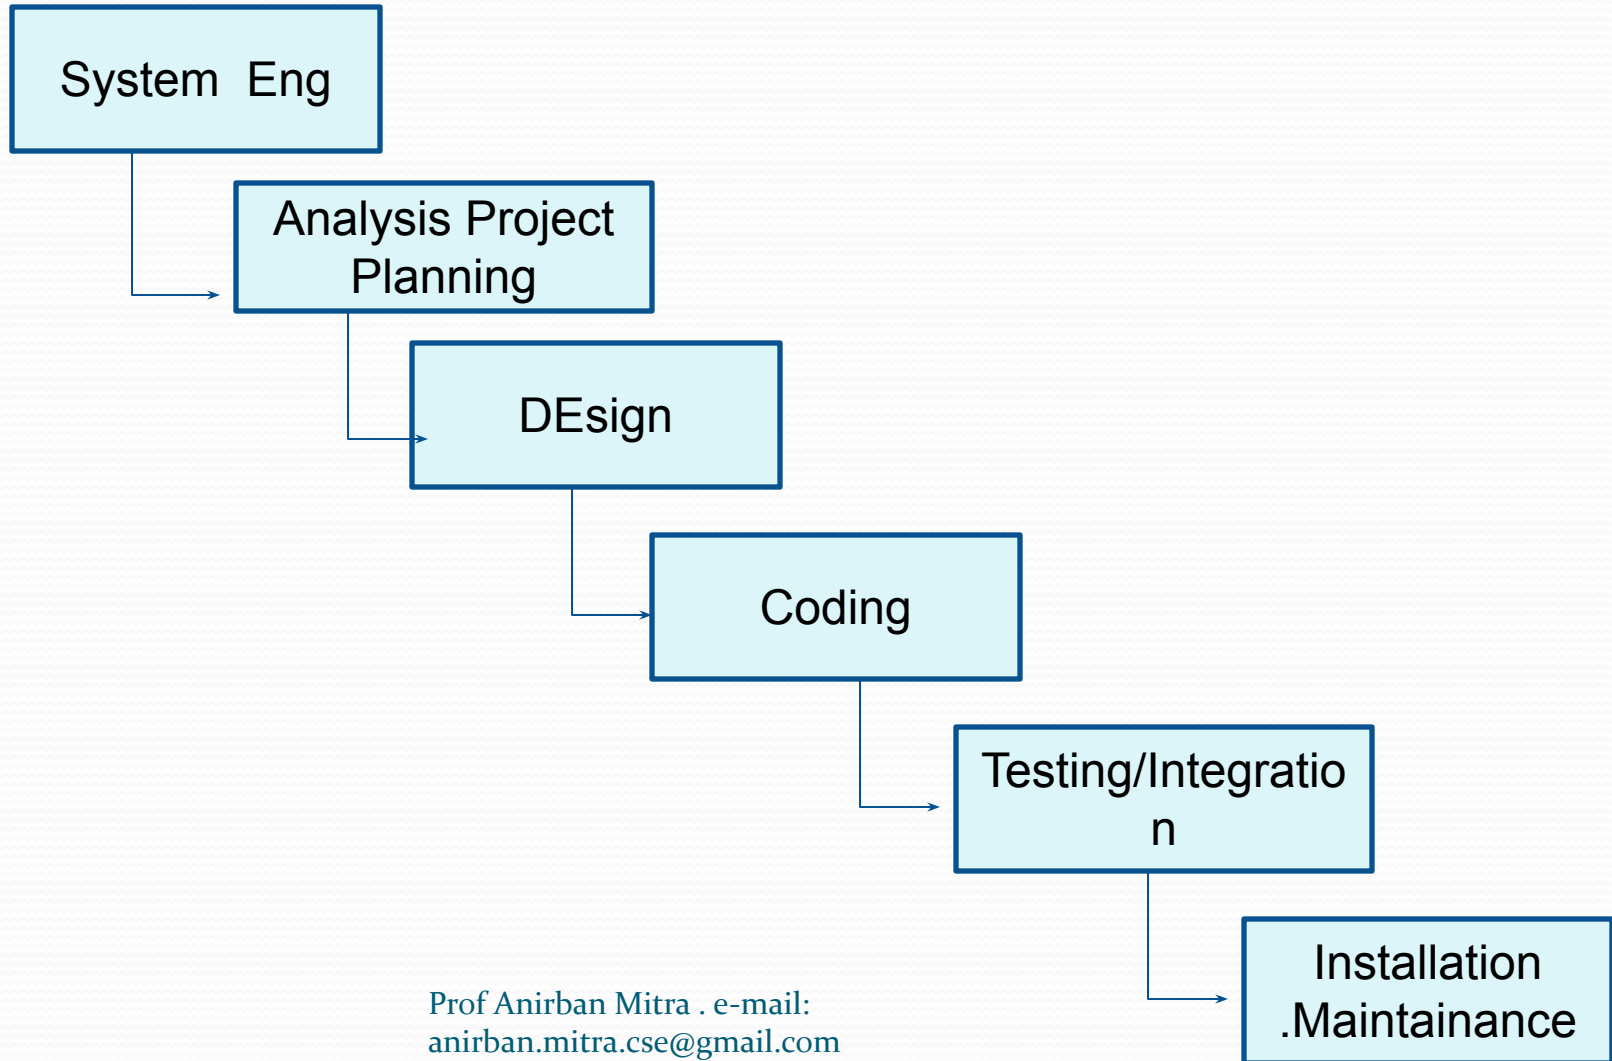 System Eng
Analysis Project
Planning
DEsign
Coding
Testing/Integratio
n
Installation
.Maintainance
Prof Anirban Mitra . e-mail:
anirban.mitra.cse@gmail.com